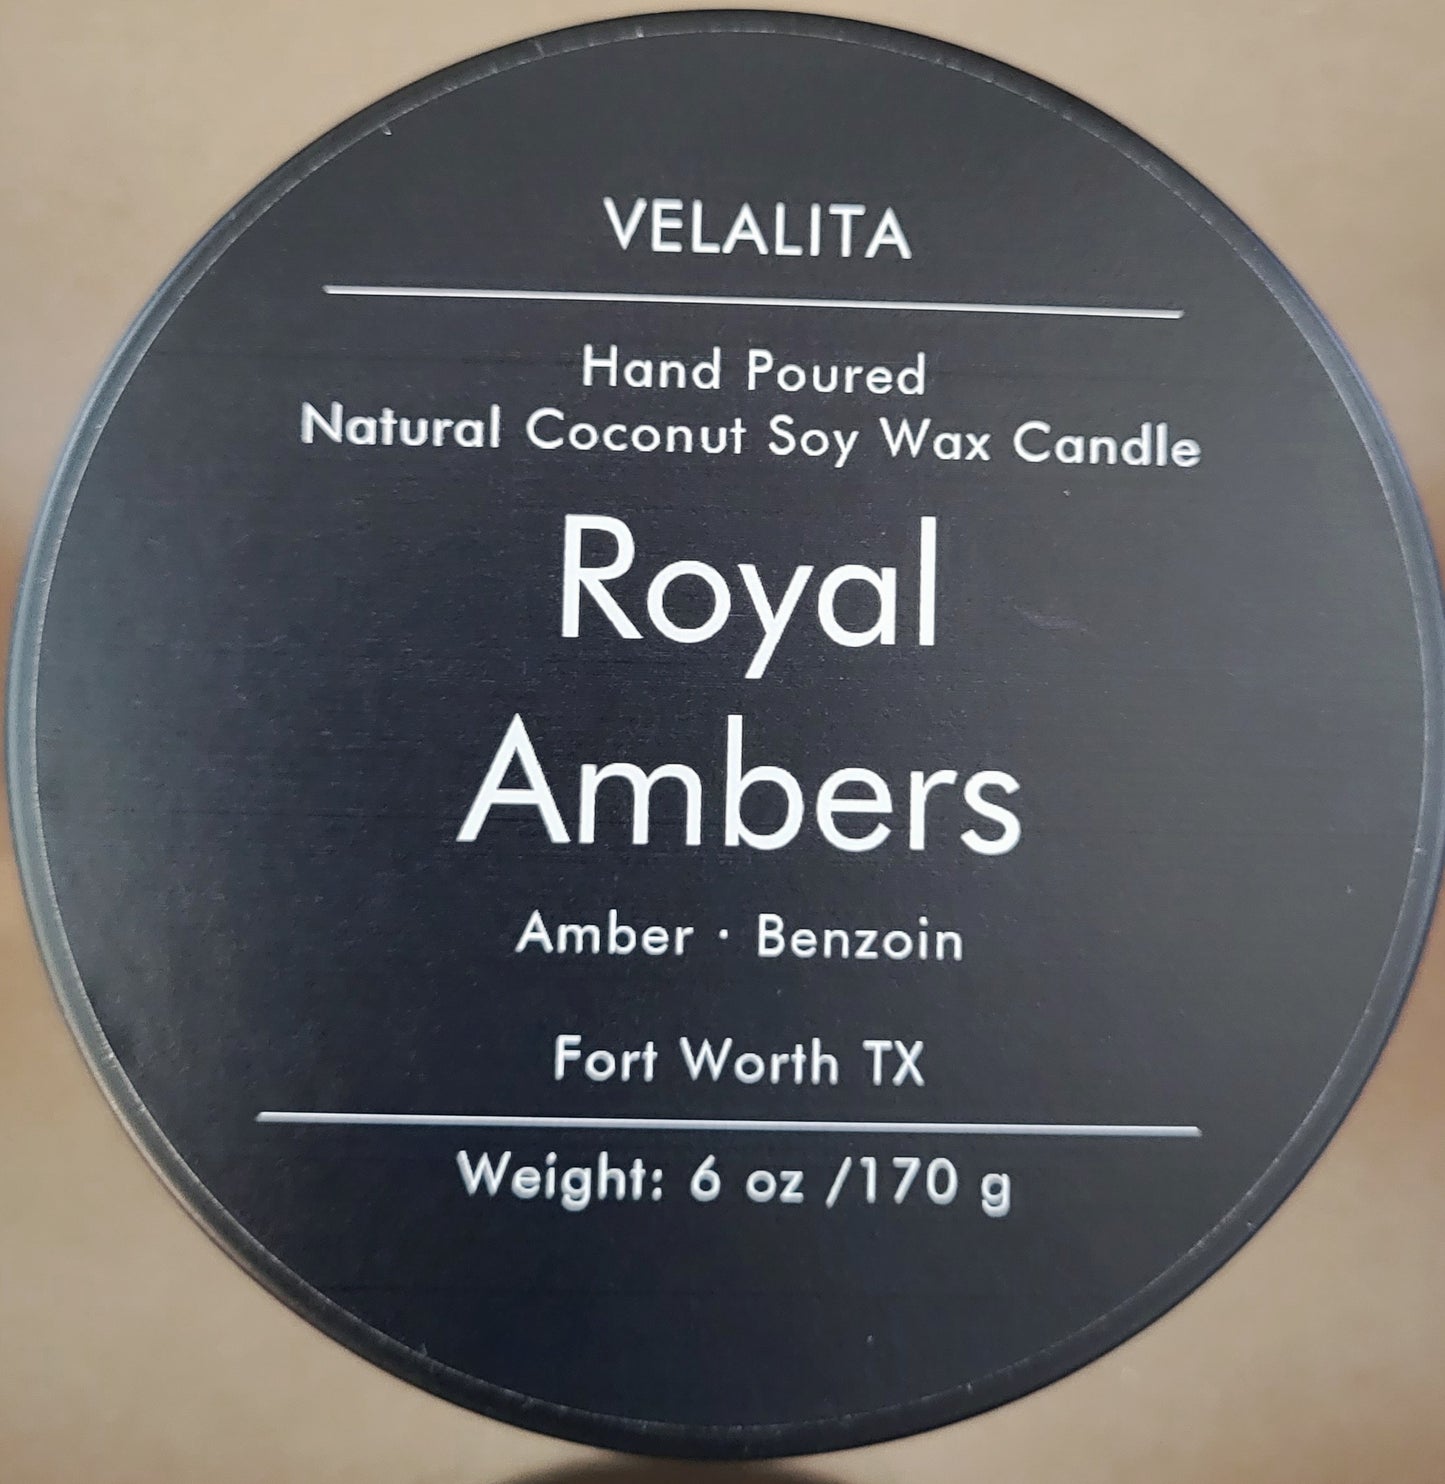 VELALITA
Hand Poured
Natural Coconut Soy Wax Candle
Royal
Ambers
Amber · Benzoin
Fort Worth TX
Weight: 6 oz /170 g